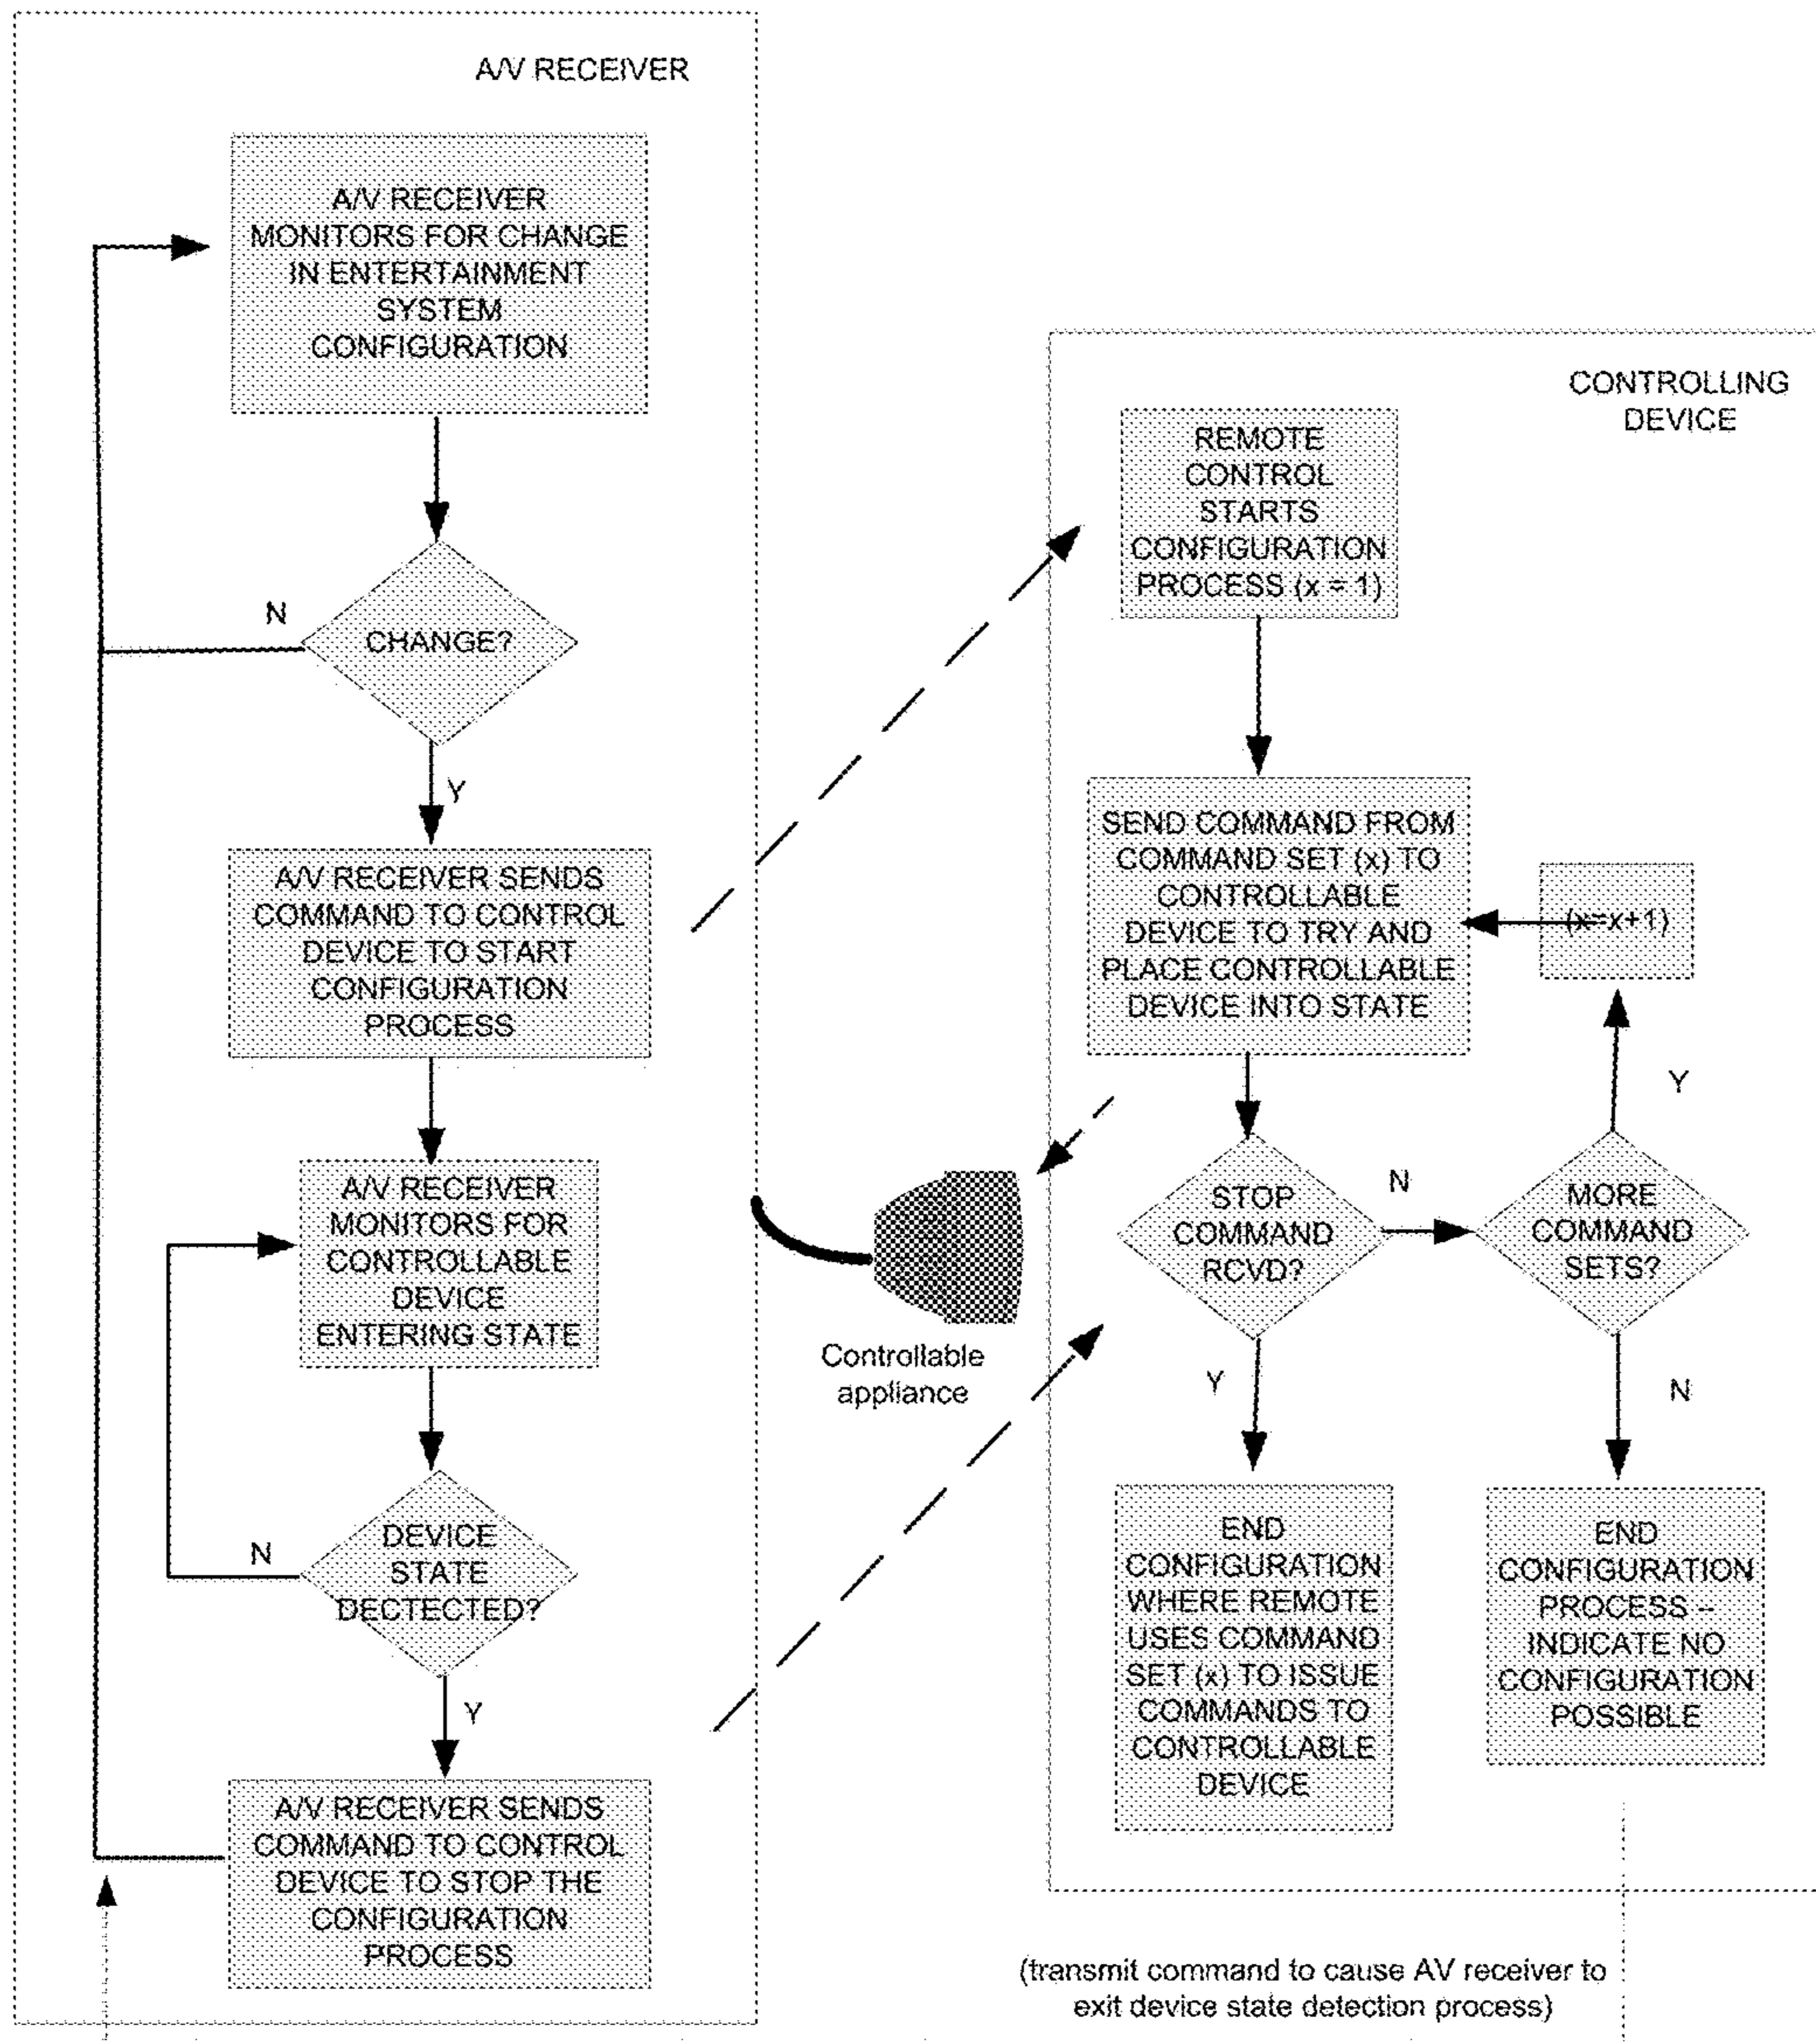 A/V RECEIVER
A/V RECEIVER
MONITORS FOR CHANGE
IN ENTERTAINMENT
SYSTEM
CONFIGURATION
CHANGE?
N
Y
A/V RECEIVER SENDS
COMMAND TO CONTROL
DEVICE TO START
CONFIGURATION
PROCESS
A/V RECEIVER
MONITORS FOR
CONTROLLABLE
DEVICE
ENTERING STATE
DEVICE
STATE
DECTECTED?
N
Y
A/V RECEIVER SENDS
COMMAND TO CONTROL
DEVICE TO STOP THE
CONFIGURATION
PROCESS
Controllable
appliance
CONTROLLING
DEVICE
REMOTE
CONTROL
STARTS
CONFIGURATION
PROCESS (x = 1)
SEND COMMAND FROM
COMMAND SET (x) TO
CONTROLLABLE
DEVICE TO TRY AND
PLACE CONTROLLABLE
DEVICE INTO STATE
(x=x+1)
Y
STOP
COMMAND
RCVD?
N
MORE
COMMAND
SETS?
Y
N
END
CONFIGURATION
WHERE REMOTE
USES COMMAND
SET (x) TO ISSUE
COMMANDS TO
CONTROLLABLE
DEVICE
END
CONFIGURATION
PROCESS –
INDICATE NO
CONFIGURATION
POSSIBLE
(transmit command to cause AV receiver to
exit device state detection process)